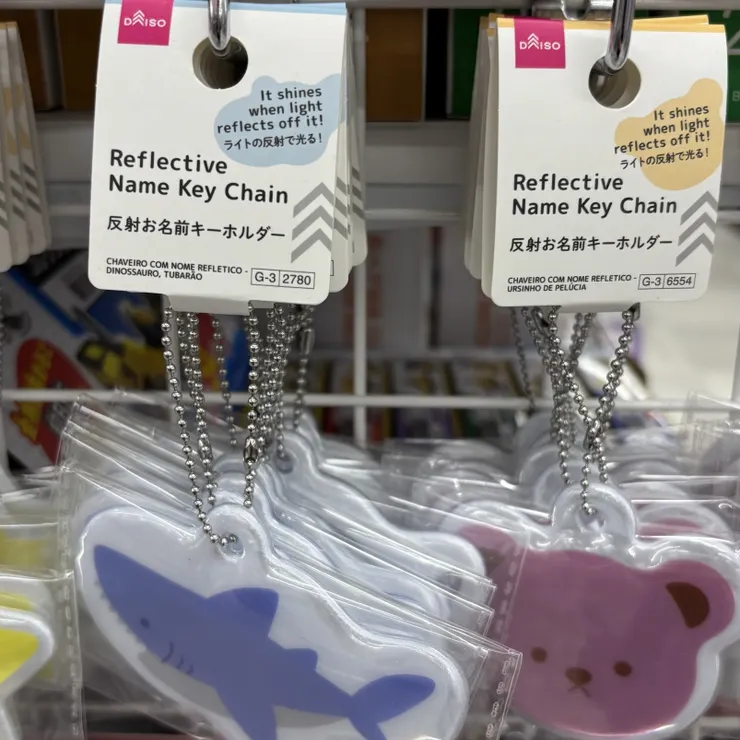 DAISO
It shines
when light
reflects off it!
ライトの反射で光る!
Reflective
Name Key Chain
反射お名前キーホルダー
CHAVEIRO COM NOME REFLETICO -
DINOSSAURO, TUBARÃO
G-3 2780
DAISO
It shines
when light
reflects off it!
ライトの反射で光る!
Reflective
Name Key Chain
反射お名前キーホルダー
CHAVEIRO COM NOME REFLETICO -
URSINHO DE PELÚCIA
G-3 6554